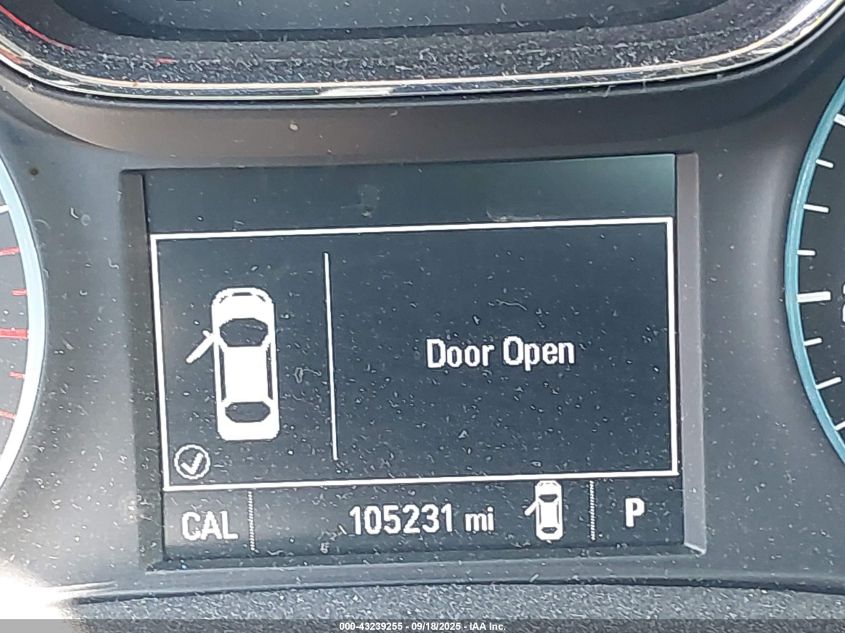 Door Open
CAL 105231 mi P
000-43239255 - 09/18/2025 - IAA Inc.